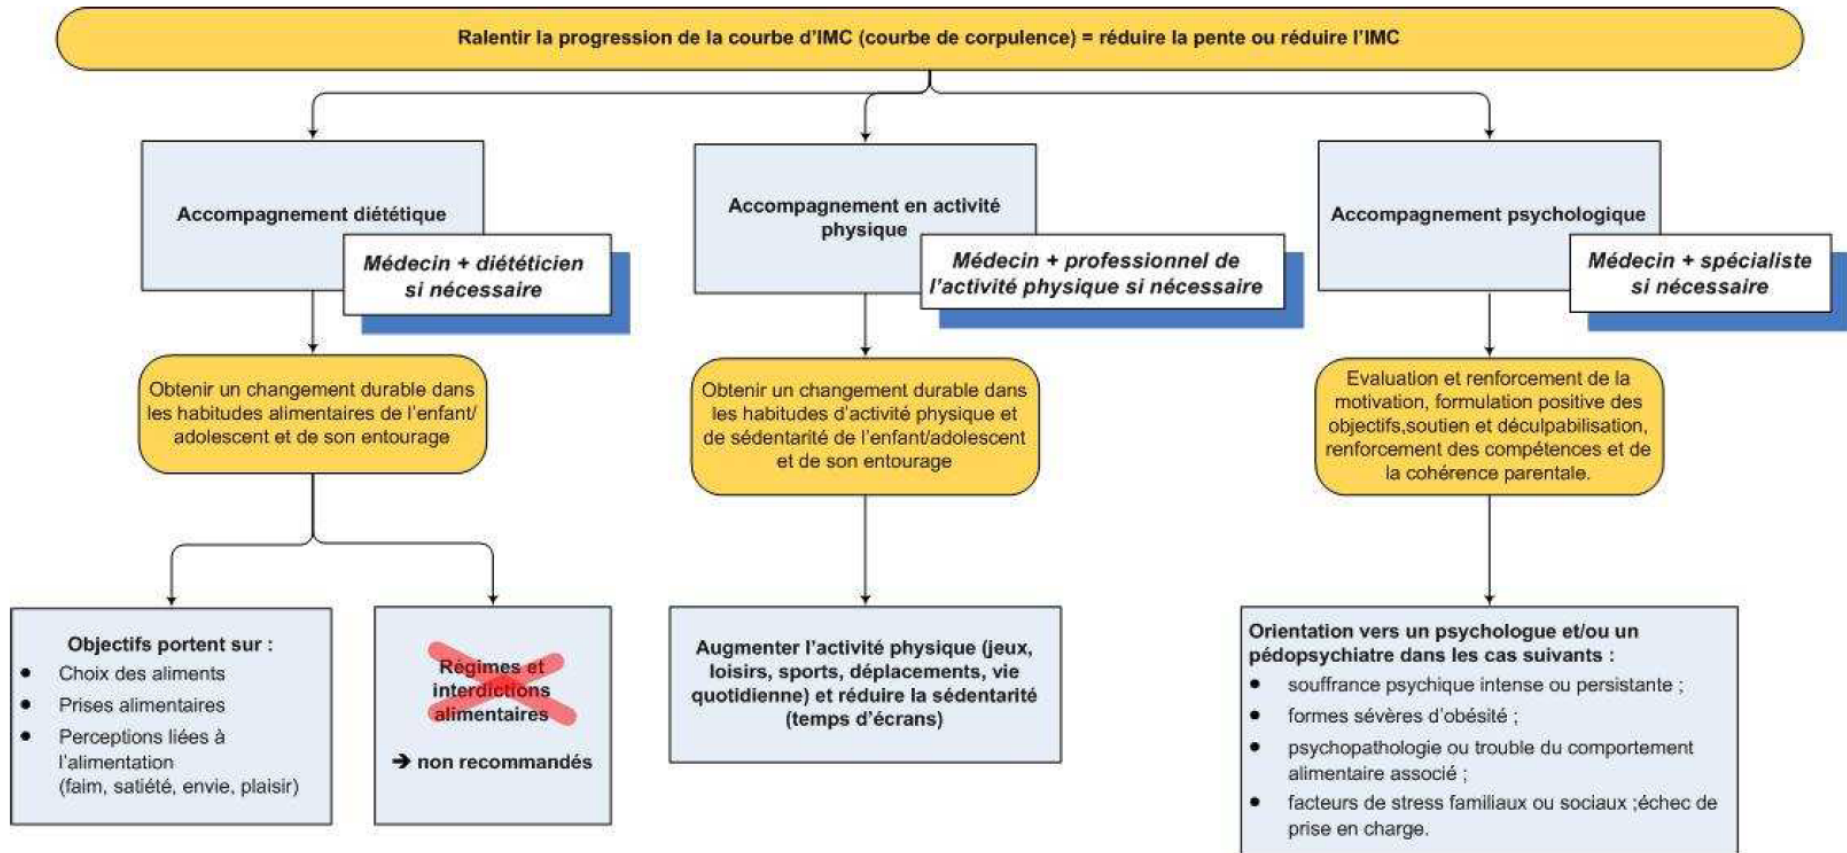 Ralentir la progression de la courbe d'IMC (courbe de corpulence) = réduire la pente ou réduire l'IMC
Accompagnement diététique
Médecin + diététicien
si nécessaire
Obtenir un changement durable dans
les habitudes alimentaires de l'enfant/
adolescent et de son entourage
Objectifs portent sur :
● Choix des aliments
● Prises alimentaires
● Perceptions liées à
l'alimentation
(faim, satiété, envie, plaisir)
Régimes et
interdictions
alimentaires
➔ non recommandés
Accompagnement en activité
physique
Médecin + professionnel de
l'activité physique si nécessaire
Obtenir un changement durable dans
les habitudes d'activité physique et
de sédentarité de l'enfant/adolescent
et de son entourage
Augmenter l'activité physique (jeux,
loisirs, sports, déplacements, vie
quotidienne) et réduire la sédentarité
(temps d'écrans)
Accompagnement psychologique
Médecin + spécialiste
si nécessaire
Evaluation et renforcement de la
motivation, formulation positive des
objectifs,soutien et déculpabilisation,
renforcement des compétences et de
la cohérence parentale.
Orientation vers un psychologue et/ou un
pédopsychiatre dans les cas suivants :
● souffrance psychique intense ou persistante ;
● formes sévères d'obésité ;
● psychopathologie ou trouble du comportement
alimentaire associé ;
● facteurs de stress familiaux ou sociaux ;échec de
prise en charge.